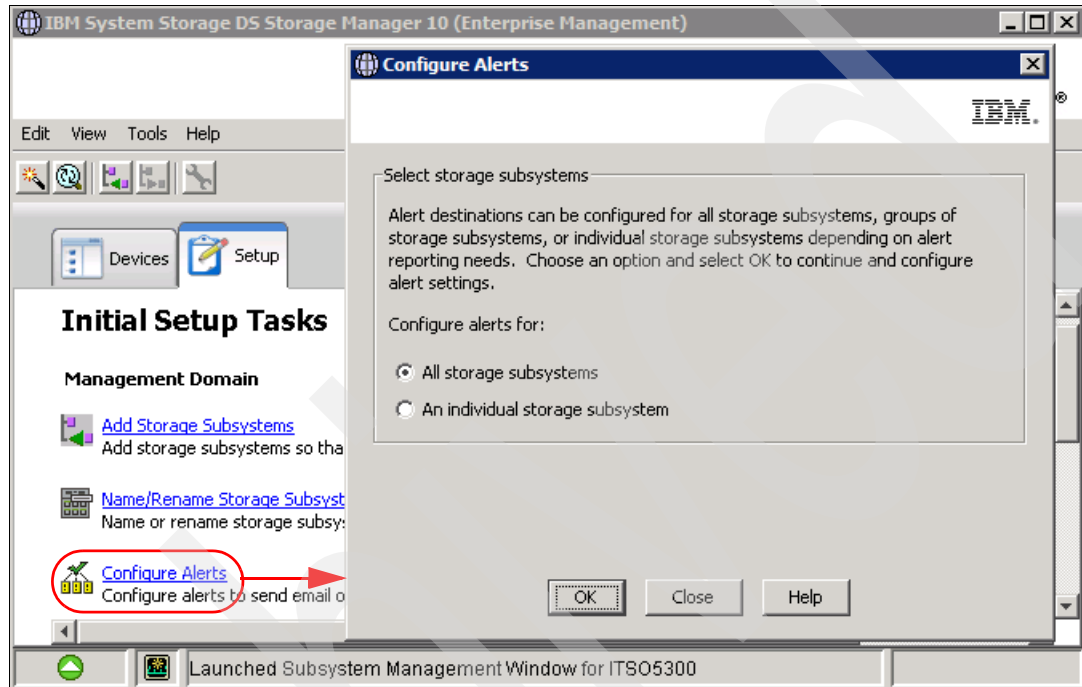 IBM System Storage DS Storage Manager 10 (Enterprise Management)
Configure Alerts
IBM.
®
Edit View Tools Help
Select storage subsystems
Alert destinations can be configured for all storage subsystems, groups of
storage subsystems, or individual storage subsystems depending on alert
reporting needs. Choose an option and select OK to continue and configure
alert settings.
Configure alerts for:
All storage subsystems
An individual storage subsystem
OK Close Help
Devices Setup
Initial Setup Tasks
Management Domain
Add Storage Subsystems
Add storage subsystems so tha
Name/Rename Storage Subsyst
Name or rename storage subsy
Configure Alerts
Configure alerts to send email o
Launched Subsystem Management Window for ITSO5300